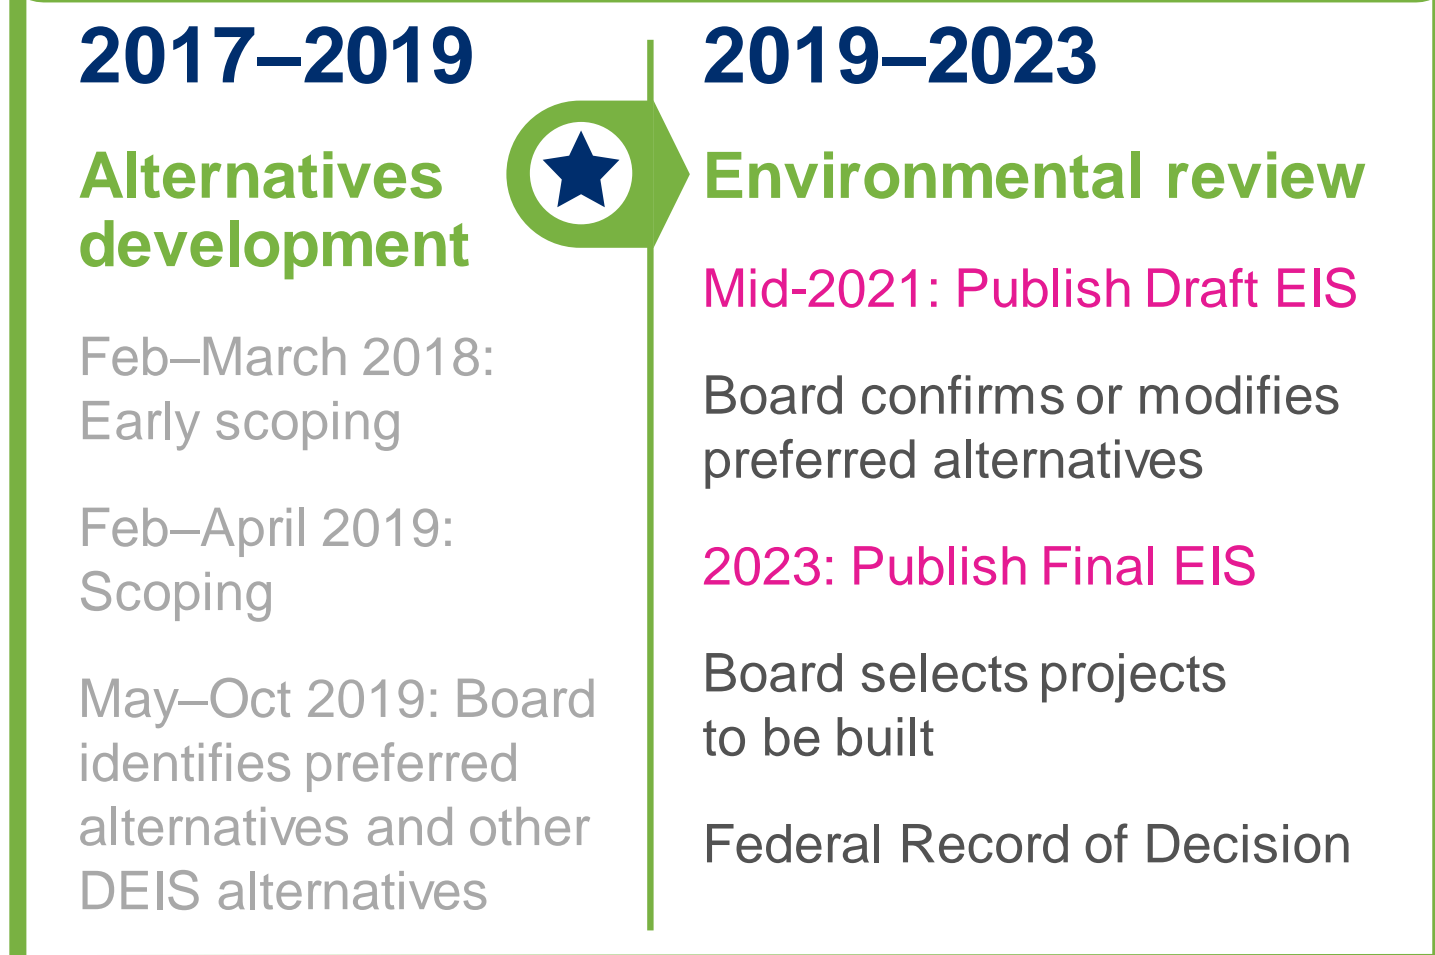 2017–2019
Alternatives
development
Feb–March 2018:
Early scoping
Feb–April 2019:
Scoping
May–Oct 2019: Board
identifies preferred
alternatives and other
DEIS alternatives
2019–2023
Environmental review
Mid-2021: Publish Draft EIS
Board confirms or modifies
preferred alternatives
2023: Publish Final EIS
Board selects projects
to be built
Federal Record of Decision